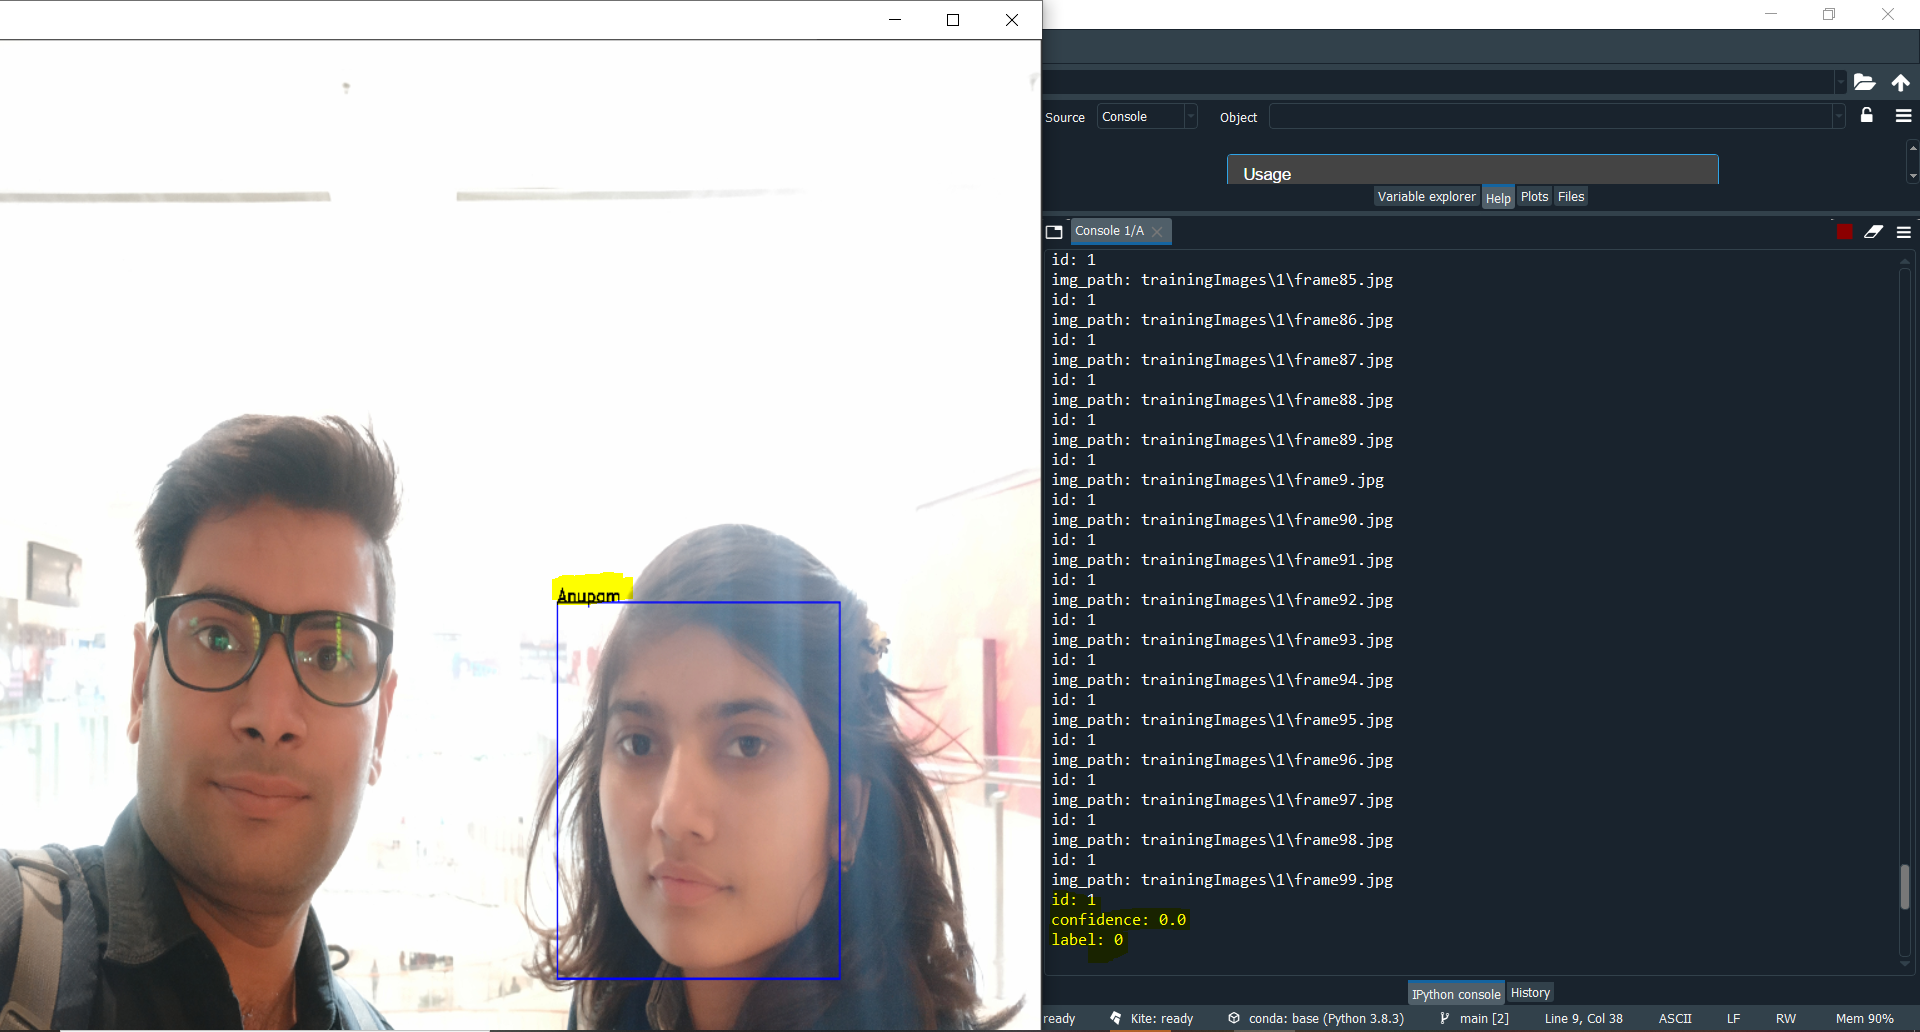 Anupam
Source Console Object
Usage
Variable explorer Help Plots Files
Console 1/A
id: 1
img_path: trainingImages\1\frame85.jpg
id: 1
img_path: trainingImages\1\frame86.jpg
id: 1
img_path: trainingImages\1\frame87.jpg
id: 1
img_path: trainingImages\1\frame88.jpg
id: 1
img_path: trainingImages\1\frame89.jpg
id: 1
img_path: trainingImages\1\frame9.jpg
id: 1
img_path: trainingImages\1\frame90.jpg
id: 1
img_path: trainingImages\1\frame91.jpg
id: 1
img_path: trainingImages\1\frame92.jpg
id: 1
img_path: trainingImages\1\frame93.jpg
id: 1
img_path: trainingImages\1\frame94.jpg
id: 1
img_path: trainingImages\1\frame95.jpg
id: 1
img_path: trainingImages\1\frame96.jpg
id: 1
img_path: trainingImages\1\frame97.jpg
id: 1
img_path: trainingImages\1\frame98.jpg
id: 1
img_path: trainingImages\1\frame99.jpg
id: 1
confidence: 0.0
label: 0
IPython console History
ready Kite: ready conda: base (Python 3.8.3) main [2] Line 9, Col 38 ASCII LF RW Mem 90%